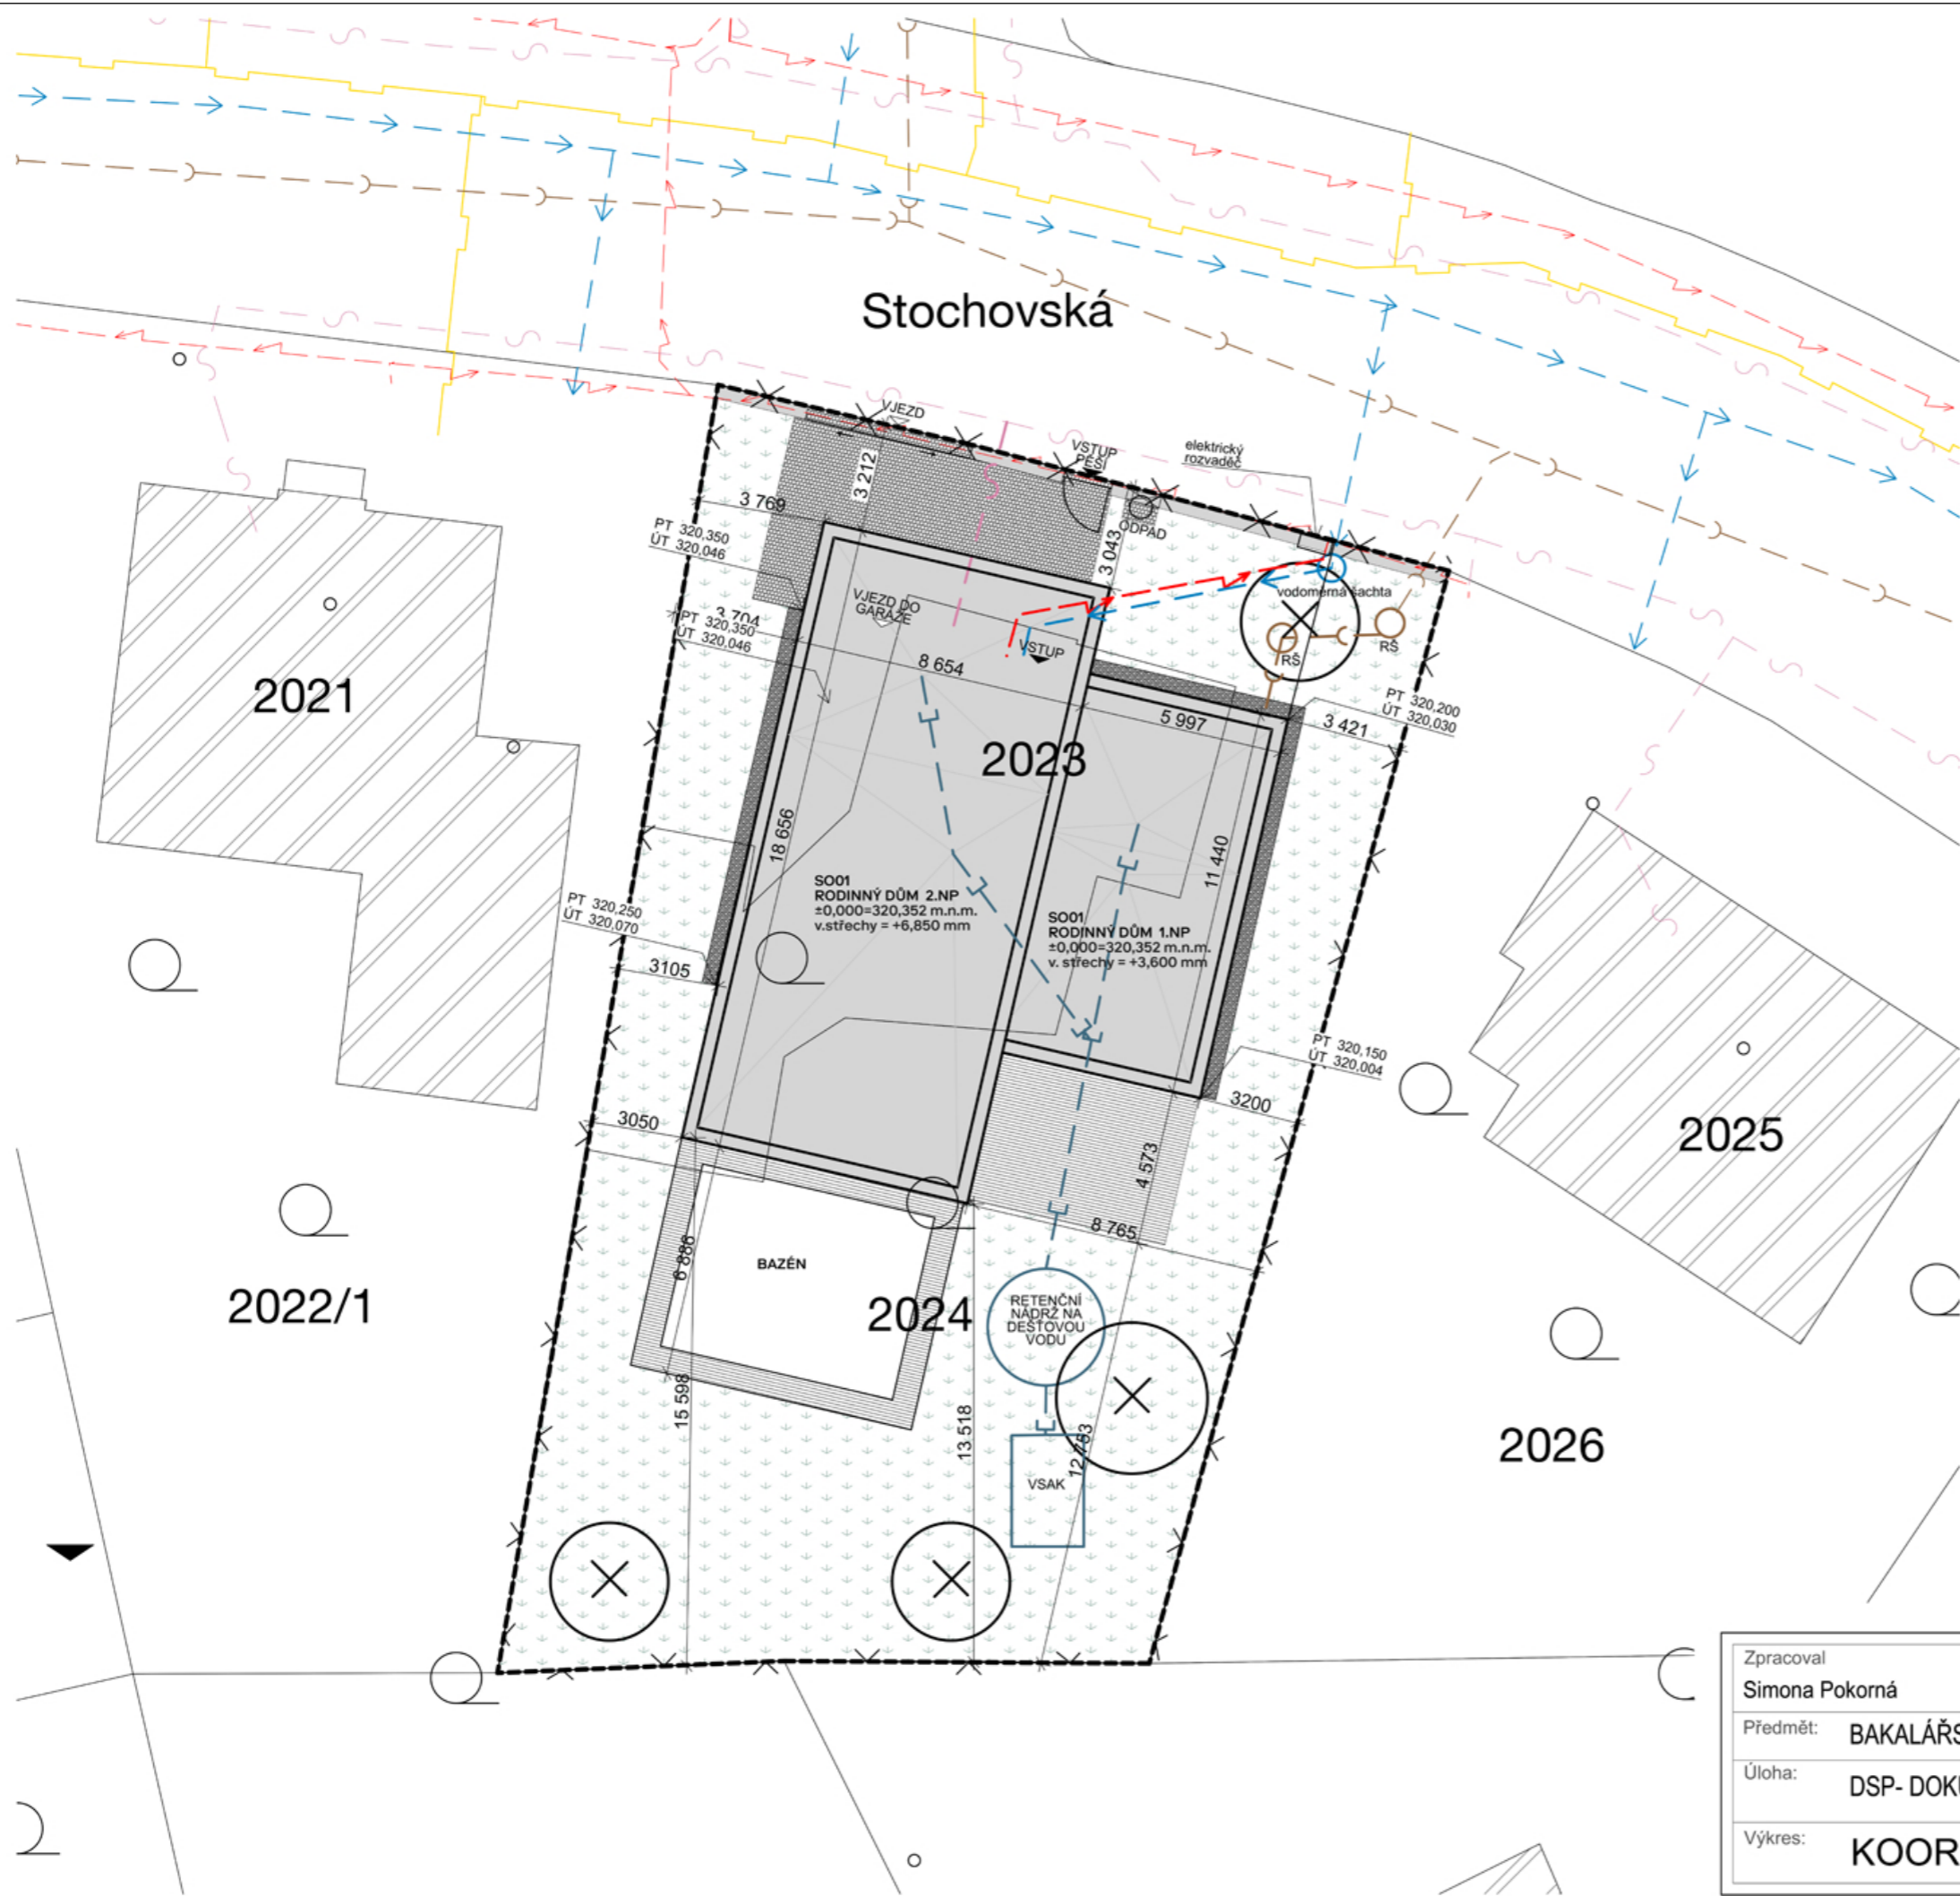 Stochovská
VJEZD
VSTUP
PĚŠÍ
elektrický
rozvaděč
3 212
3 769
ODPAD
3 043
PT 320,350
ÚT 320,046
vodoměrná šachta
VJEZD DO
GARÁŽE
3 704
PT 320,350
ÚT 320,046
VSTUP
RŠ
RŠ
8 654
2021
PT 320,200
ÚT 320,030
5 997
3 421
2023
18 656
11 440
SO01
RODINNÝ DŮM 2.NP
±0,000=320,352 m.n.m.
v.střechy = +6,850 mm
PT 320,250
ÚT 320,070
SO01
RODINNÝ DŮM 1.NP
±0,000=320,352 m.n.m.
v. střechy = +3,600 mm
3105
PT 320,150
ÚT 320,004
3200
3050
2025
4 573
8 765
6 886
BAZÉN
2022/1
2024
RETENČNÍ
NÁDRŽ NA
DEŠŤOVOU
VODU
15 598
13 518
12 753
2026
VSAK
Zpracoval
Simona Pokorná
Předmět:
Úloha:
DSP-
Výkres: